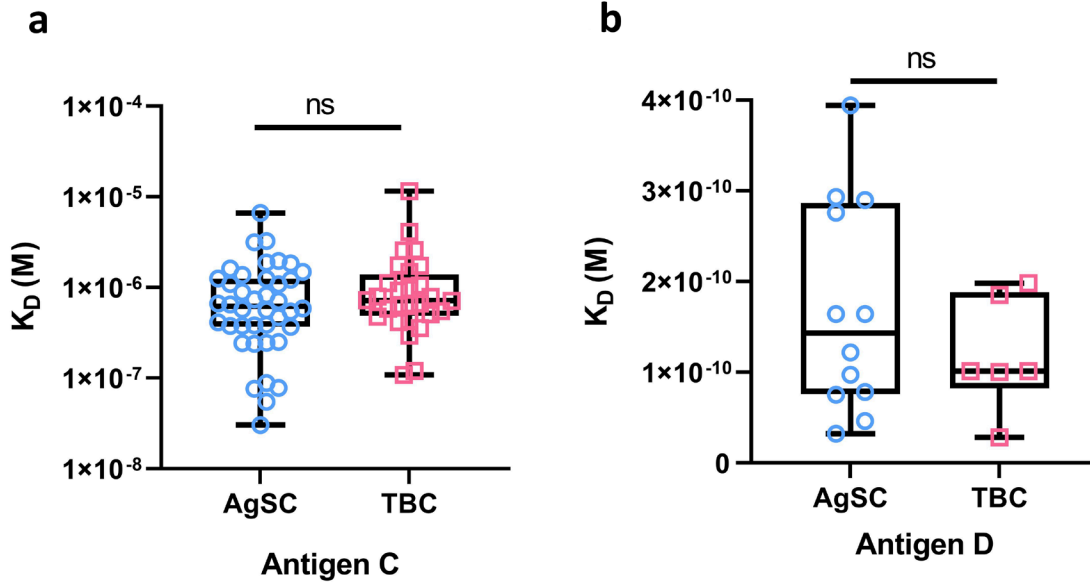 a
ns
1×10⁻⁴
1×10⁻⁵
1×10⁻⁶
1×10⁻⁷
1×10⁻⁸
K_D (M)
AgSC TBC
Antigen C
b
ns
4×10⁻¹⁰
3×10⁻¹⁰
2×10⁻¹⁰
1×10⁻¹⁰
0
K_D (M)
AgSC TBC
Antigen D